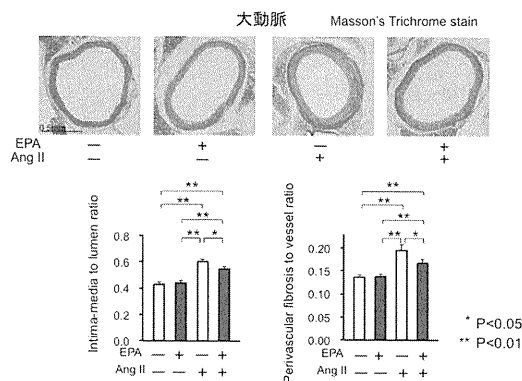 大動脈 Masson's Trichrome stain
0.5mm
EPA — + — +
Ang II — — + +
Intima-media to lumen ratio
0.8
0.6
0.4
0.2
0.0
**
**
**
** *
EPA — + — +
Ang II — — + +
Perivascular fibrosis to vessel ratio
0.20
0.15
0.10
0.05
0.00
**
**
**
** *
EPA — + — +
Ang II — — + +
* P<0.05
** P<0.01